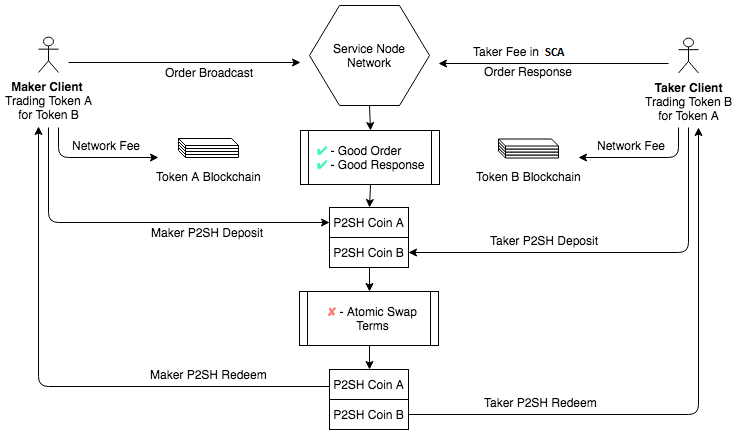 Service Node
Network
Order Broadcast
Taker Fee in SCA
Order Response
Maker Client
Trading Token A
for Token B
Taker Client
Trading Token B
for Token A
Network Fee
Token A Blockchain
✔ - Good Order
✔ - Good Response
Network Fee
Token B Blockchain
P2SH Coin A
Maker P2SH Deposit
P2SH Coin B
Taker P2SH Deposit
✘ - Atomic Swap
Terms
Maker P2SH Redeem
P2SH Coin A
P2SH Coin B
Taker P2SH Redeem